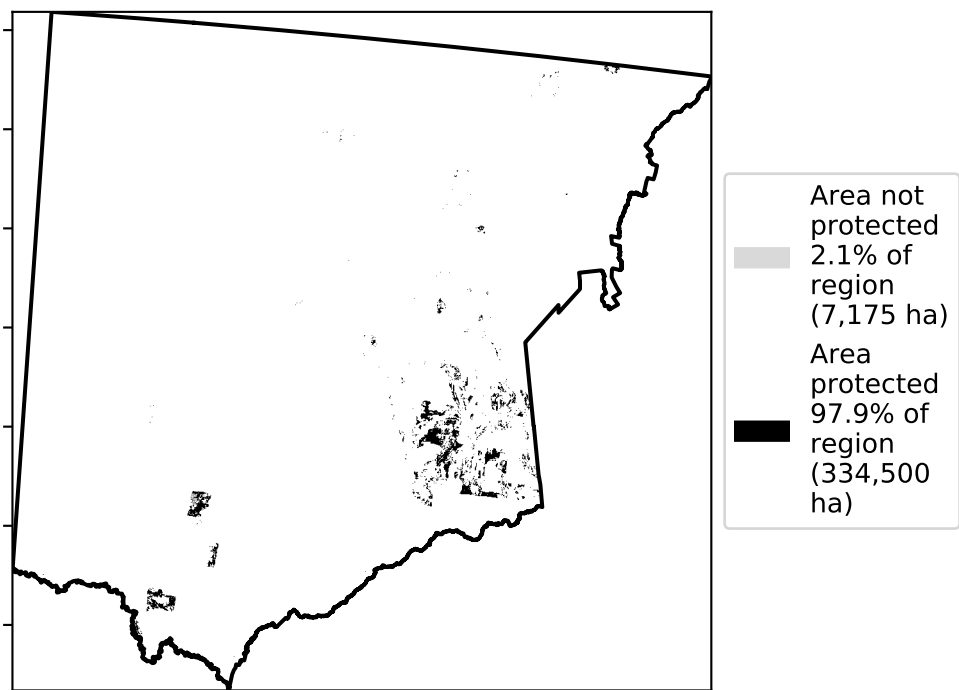 Area not
protected
2.1% of
region
(7,175 ha)
Area
protected
97.9% of
region
(334,500
ha)